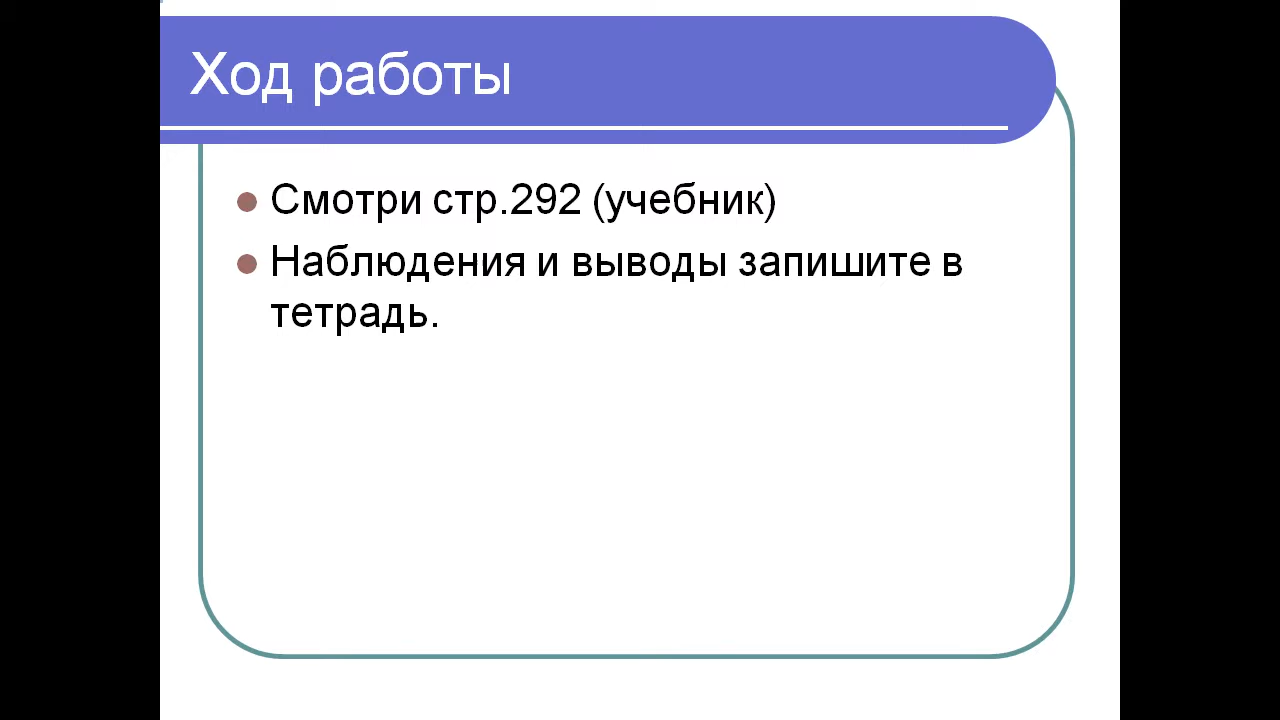 Ход работы
Смотри стр.292 (учебник)
Наблюдения и выводы запишите в
тетрадь.